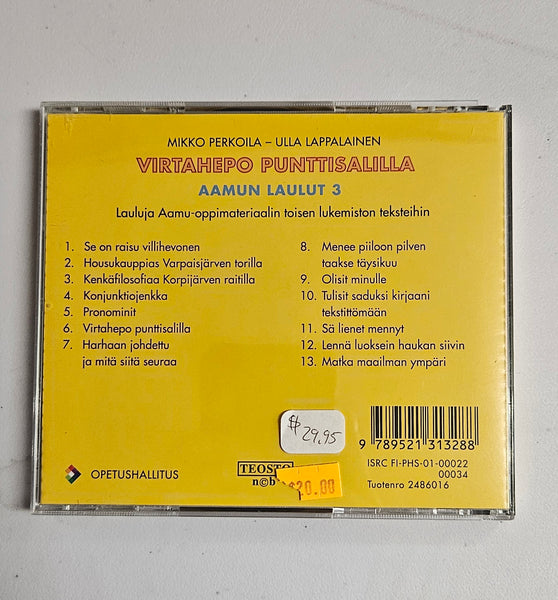 MIKKO PERKOILA – ULLA LAPPALAINEN
VIRTAHEPO PUNTTISALILLA
AAMUN LAULUT 3
Lauluja Aamu-oppimateriaalin toisen lukemiston teksteihin
1. Se on raisu villihevonen
2. Housukauppias Varpaisjärven torilla
3. Kenkäfilosofiaa Korpijärven raitilla
4. Konjunktiojenkka
5. Pronominit
6. Virtahepo punttisalilla
7. Harhaan johdettu
ja mitä siitä seuraa
8. Menee piiloon pilven
taakse täysikuu
9. Olisit minulle
10. Tulisit saduksi kirjaani
tekstittömään
11. Sä lienet mennyt
12. Lennä luoksein haukan siivin
13. Matka maailman ympäri
$ 29.95
9 789521 313288
ISRC FI-PHS-01-00022
00034
Tuotenro 2486016
OPETUSHALLITUS
TEOSTO
n©b
$20.00